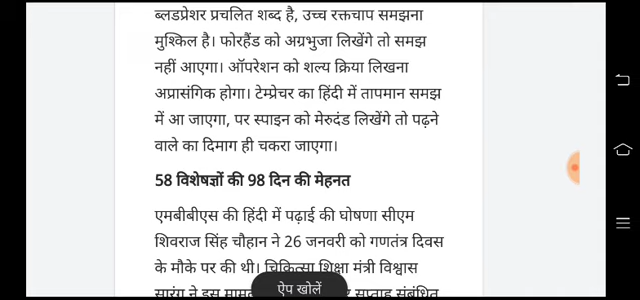 ब्लडप्रेशर प्रचलित शब्द है, उच्च रक्तचाप समझना
मुश्किल है। फोरहैंड को अग्रभुजा लिखेंगे तो समझ
नहीं आएगा। ऑपरेशन को शल्य क्रिया लिखना
अप्रासंगिक होगा। टेम्प्रेचर का हिंदी में तापमान समझ
में आ जाएगा, पर स्पाइन को मेरुदंड लिखेंगे तो पढ़ने
वाले का दिमाग ही चकरा जाएगा।
58 विशेषज्ञों की 98 दिन की मेहनत
एमबीबीएस की हिंदी में पढ़ाई की घोषणा सीएम
शिवराज सिंह चौहान ने 26 जनवरी को गणतंत्र दिवस
के मौके पर की थी। चिकित्सा शिक्षा मंत्री विश्वास
सारंग ने इस सप्ताह संबंधित
ऐप खोलें